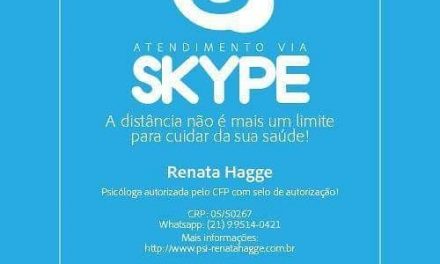 ATENDIMENTO VIA
SKYPE
A distância não é mais um limite
para cuidar da sua saúde!
Renata Hagge
Psicóloga autorizada pelo CFP com selo de autorização!
CRP: 05/50267
Whatsapp: (21) 99514-0421
Mais informações:
http://www.psi-renatahagge.com.br